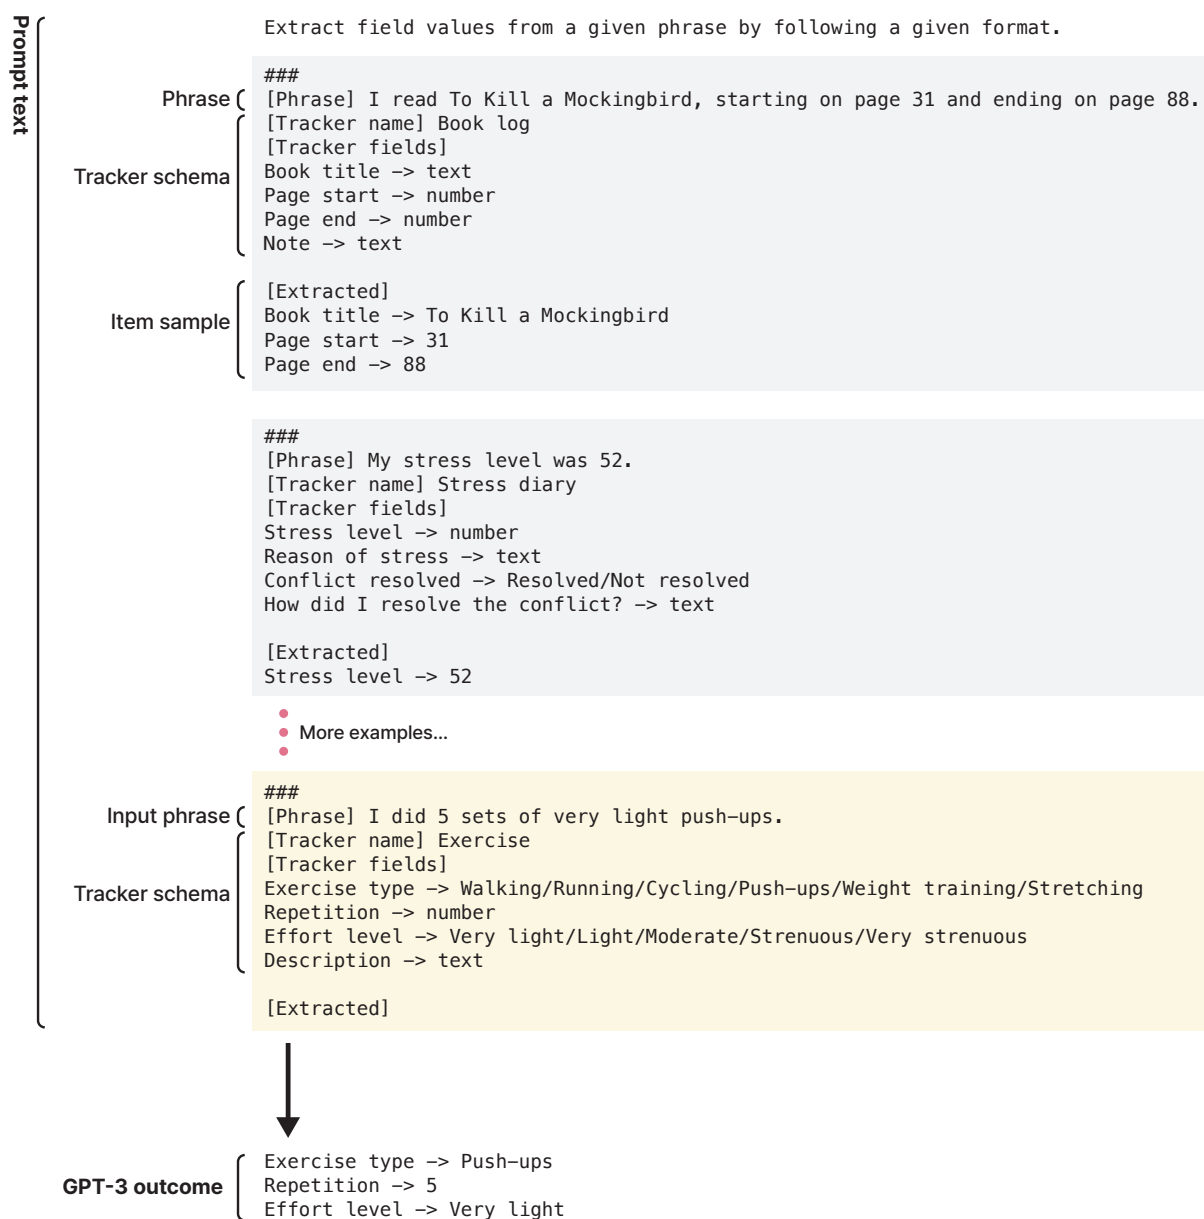 Prompt text
Extract field values from a given phrase by following a given format.
###
Phrase
[Phrase] I read To Kill a Mockingbird, starting on page 31 and ending on page 88.
[Tracker name] Book log
[Tracker fields]
Tracker schema
Book title —> text
Page start —> number
Page end —> number
Note —> text
[Extracted]
Item sample
Book title —> To Kill a Mockingbird
Page start —> 31
Page end —> 88
###
[Phrase] My stress level was 52.
[Tracker name] Stress diary
[Tracker fields]
Stress level —> number
Reason of stress —> text
Conflict resolved —> Resolved/Not resolved
How did I resolve the conflict? —> text
[Extracted]
Stress level —> 52
More examples...
###
Input phrase
[Phrase] I did 5 sets of very light push-ups.
[Tracker name] Exercise
[Tracker fields]
Tracker schema
Exercise type —> Walking/Running/Cycling/Push-ups/Weight training/Stretching
Repetition —> number
Effort level —> Very light/Light/Moderate/Strenuous/Very strenuous
Description —> text
[Extracted]
GPT-3 outcome
Exercise type —> Push-ups
Repetition —> 5
Effort level —> Very light